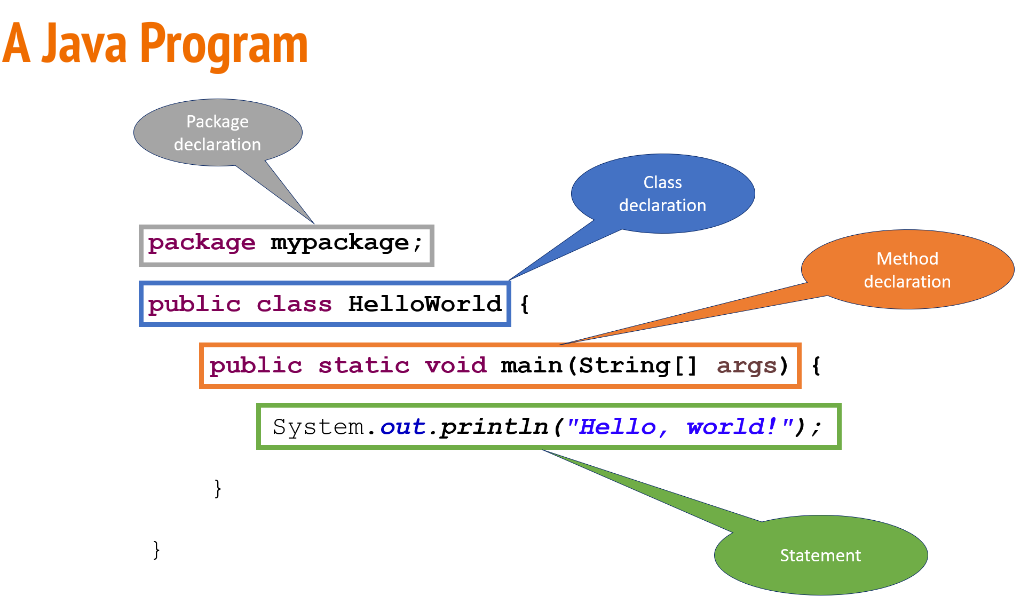 A Java Program
Package
declaration
Class
declaration
package mypackage;
Method
declaration
public class HelloWorld {
public static void main(String[] args) {
System.out.println("Hello, world!");
}
Statement
}